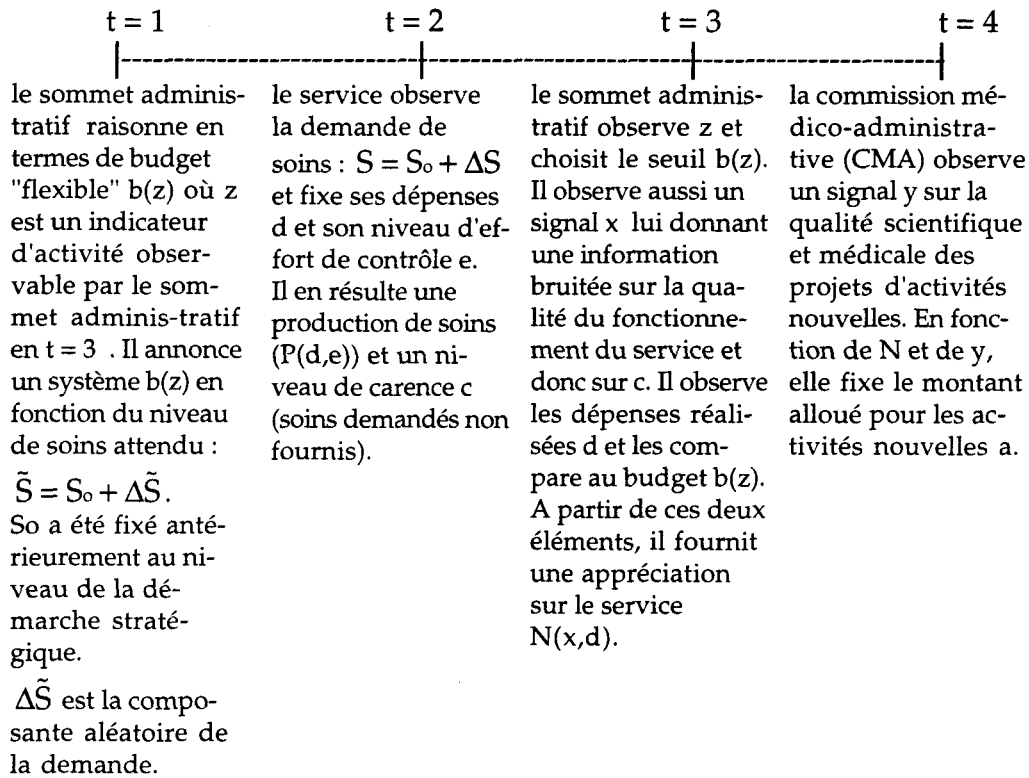 t = 1
t = 2
t = 3
t = 4
le sommet adminis-
tratif raisonne en
termes de budget
"flexible" b(z) où z
est un indicateur
d'activité obser-
vable par le som-
met adminis-tratif
en t = 3 . Il annonce
un système b(z) en
fonction du niveau
de soins attendu :
S̃ = So + ΔS̃.
So a été fixé anté-
rieurement au ni-
veau de la dé-
marche straté-
gique.
ΔS̃ est la compo-
sante aléatoire de
la demande.
le service observe
la demande de
soins : S = So + ΔS
et fixe ses dépenses
d et son niveau d'ef-
fort de contrôle e.
Il en résulte une
production de soins
(P(d,e)) et un ni-
veau de carence c
(soins demandés non
fournis).
le sommet adminis-
tratif observe z et
choisit le seuil b(z).
Il observe aussi un
signal x lui donnant
une information
bruitée sur la qua-
lité du fonctionne-
ment du service et
donc sur c. Il observe
les dépenses réali-
sées d et les com-
pare au budget b(z).
A partir de ces deux
éléments, il fournit
une appréciation
sur le service
N(x,d).
la commission mé-
dico-administra-
tive (CMA) observe
un signal y sur la
qualité scientifique
et médicale des
projets d'activités
nouvelles. En fonc-
tion de N et de y,
elle fixe le montant
alloué pour les ac-
tivités nouvelles a.